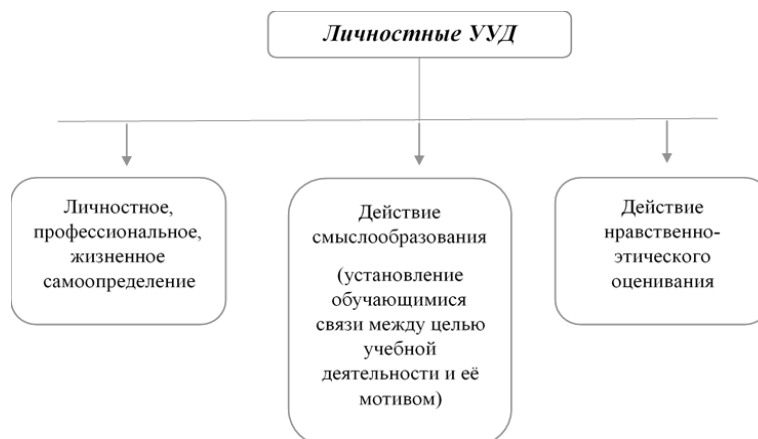 Личностные УУД
Личностное,
профессиональное,
жизненное
самоопределение
Действие
смыслообразования
(установление
обучающимися
связи между целью
учебной
деятельности и её
мотивом)
Действие
нравственно-
этического
оценивания